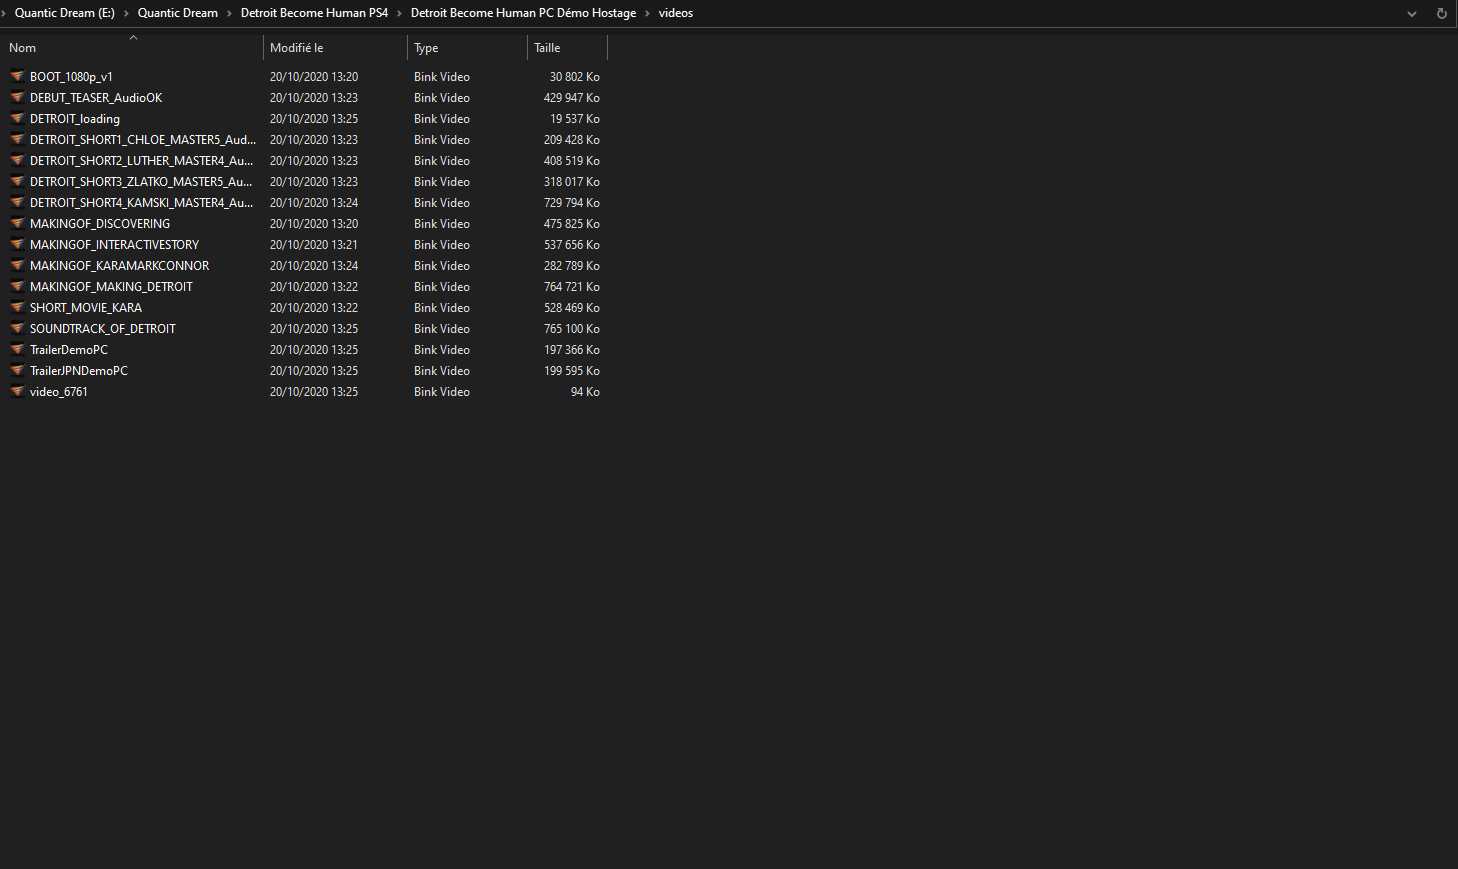 Quantic Dream (E:) > Quantic Dream > Detroit Become Human PS4 > Detroit Become Human PC Démo Hostage > videos
Nom Modifié le Type Taille
BOOT_1080p_v1 20/10/2020 13:20 Bink Video 30 802 Ko
DEBUT_TEASER_AudioOK 20/10/2020 13:23 Bink Video 429 947 Ko
DETROIT_loading 20/10/2020 13:25 Bink Video 19 537 Ko
DETROIT_SHORT1_CHLOE_MASTER5_Aud... 20/10/2020 13:23 Bink Video 209 428 Ko
DETROIT_SHORT2_LUTHER_MASTER4_Au... 20/10/2020 13:23 Bink Video 408 519 Ko
DETROIT_SHORT3_ZLATKO_MASTER5_Au... 20/10/2020 13:23 Bink Video 318 017 Ko
DETROIT_SHORT4_KAMSKI_MASTER4_Au... 20/10/2020 13:24 Bink Video 729 794 Ko
MAKINGOF_DISCOVERING 20/10/2020 13:20 Bink Video 475 825 Ko
MAKINGOF_INTERACTIVESTORY 20/10/2020 13:21 Bink Video 537 656 Ko
MAKINGOF_KARAMARKCONNOR 20/10/2020 13:24 Bink Video 282 789 Ko
MAKINGOF_MAKING_DETROIT 20/10/2020 13:22 Bink Video 764 721 Ko
SHORT_MOVIE_KARA 20/10/2020 13:22 Bink Video 528 469 Ko
SOUNDTRACK_OF_DETROIT 20/10/2020 13:25 Bink Video 765 100 Ko
TrailerDemoPC 20/10/2020 13:25 Bink Video 197 366 Ko
TrailerJPNDemoPC 20/10/2020 13:25 Bink Video 199 595 Ko
video_6761 20/10/2020 13:25 Bink Video 94 Ko